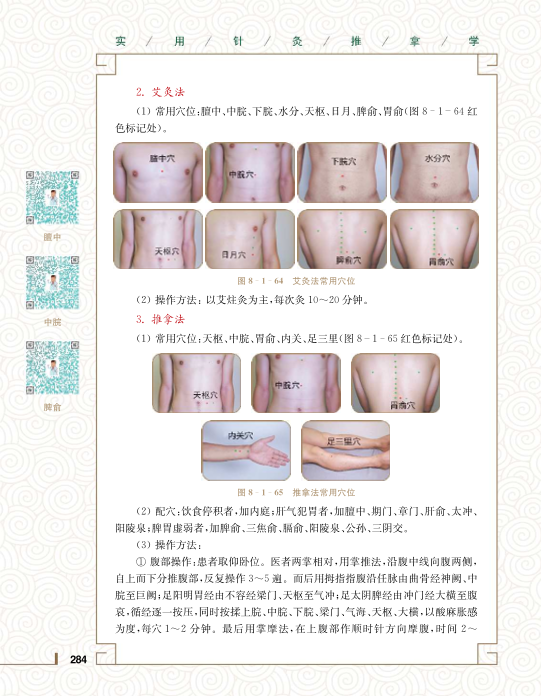 实 / 用 / 针 / 灸 / 推 / 拿 / 学
2. 艾灸法
(1) 常用穴位:膻中、中脘、下脘、水分、天枢、日月、脾俞、胃俞(图 8-1-64 红
色标记处)。
膻中穴
中脘穴
下脘穴
水分穴
天枢穴
日月穴
脾俞穴
胃俞穴
图 8-1-64 艾灸法常用穴位
(2) 操作方法: 以艾炷灸为主,每次灸 10～20 分钟。
3. 推拿法
(1) 常用穴位:天枢、中脘、胃俞、内关、足三里(图 8-1-65 红色标记处)。
天枢穴
中脘穴
胃俞穴
内关穴
足三里穴
图 8-1-65 推拿法常用穴位
(2) 配穴:饮食停积者,加内庭;肝气犯胃者,加膻中、期门、章门、肝俞、太冲、
阳陵泉;脾胃虚弱者,加脾俞、三焦俞、膈俞、阳陵泉、公孙、三阴交。
(3) 操作方法:
① 腹部操作:患者取仰卧位。医者两掌相对,用掌推法,沿腹中线向腹两侧,
自上而下分推腹部,反复操作 3～5 遍。而后用拇指指腹沿任脉由曲骨经神阙、中
脘至巨阙;足阳明胃经由不容经梁门、天枢至气冲;足太阴脾经由冲门经大横至腹
哀,循经逐一按压,同时按揉上脘、中脘、下脘、梁门、气海、天枢、大横,以酸麻胀感
为度,每穴 1～2 分钟。最后用掌摩法,在上腹部作顺时针方向摩腹,时间 2～
膻中
中脘
脾俞
284